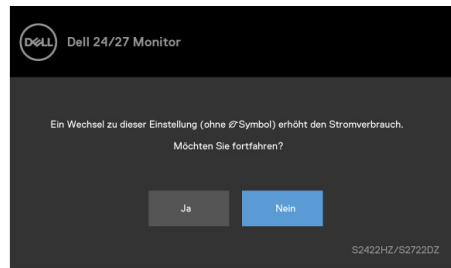 DELL Dell 24/27 Monitor
Ein Wechsel zu dieser Einstellung (ohne Symbol) erhöht den Stromverbrauch.
Möchten Sie fortfahren?
Ja Nein
S2422HZ/S2722DZ